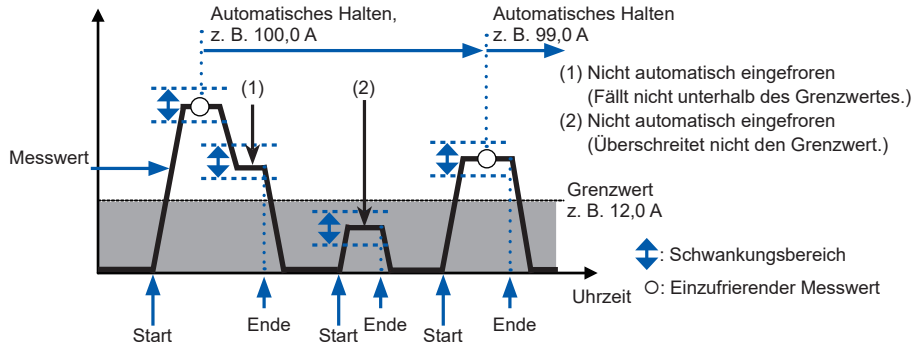 Automatisches Halten,
z. B. 100,0 A
Automatisches Halten
z. B. 99,0 A
(1)
(2)
(1) Nicht automatisch eingefroren
(Fällt nicht unterhalb des Grenzwertes.)
(2) Nicht automatisch eingefroren
(Überschreitet nicht den Grenzwert.)
Messwert
Grenzwert
z. B. 12,0 A
: Schwankungsbereich
: Einzufrierender Messwert
Uhrzeit
Start
Ende
Start
Ende
Start
Ende